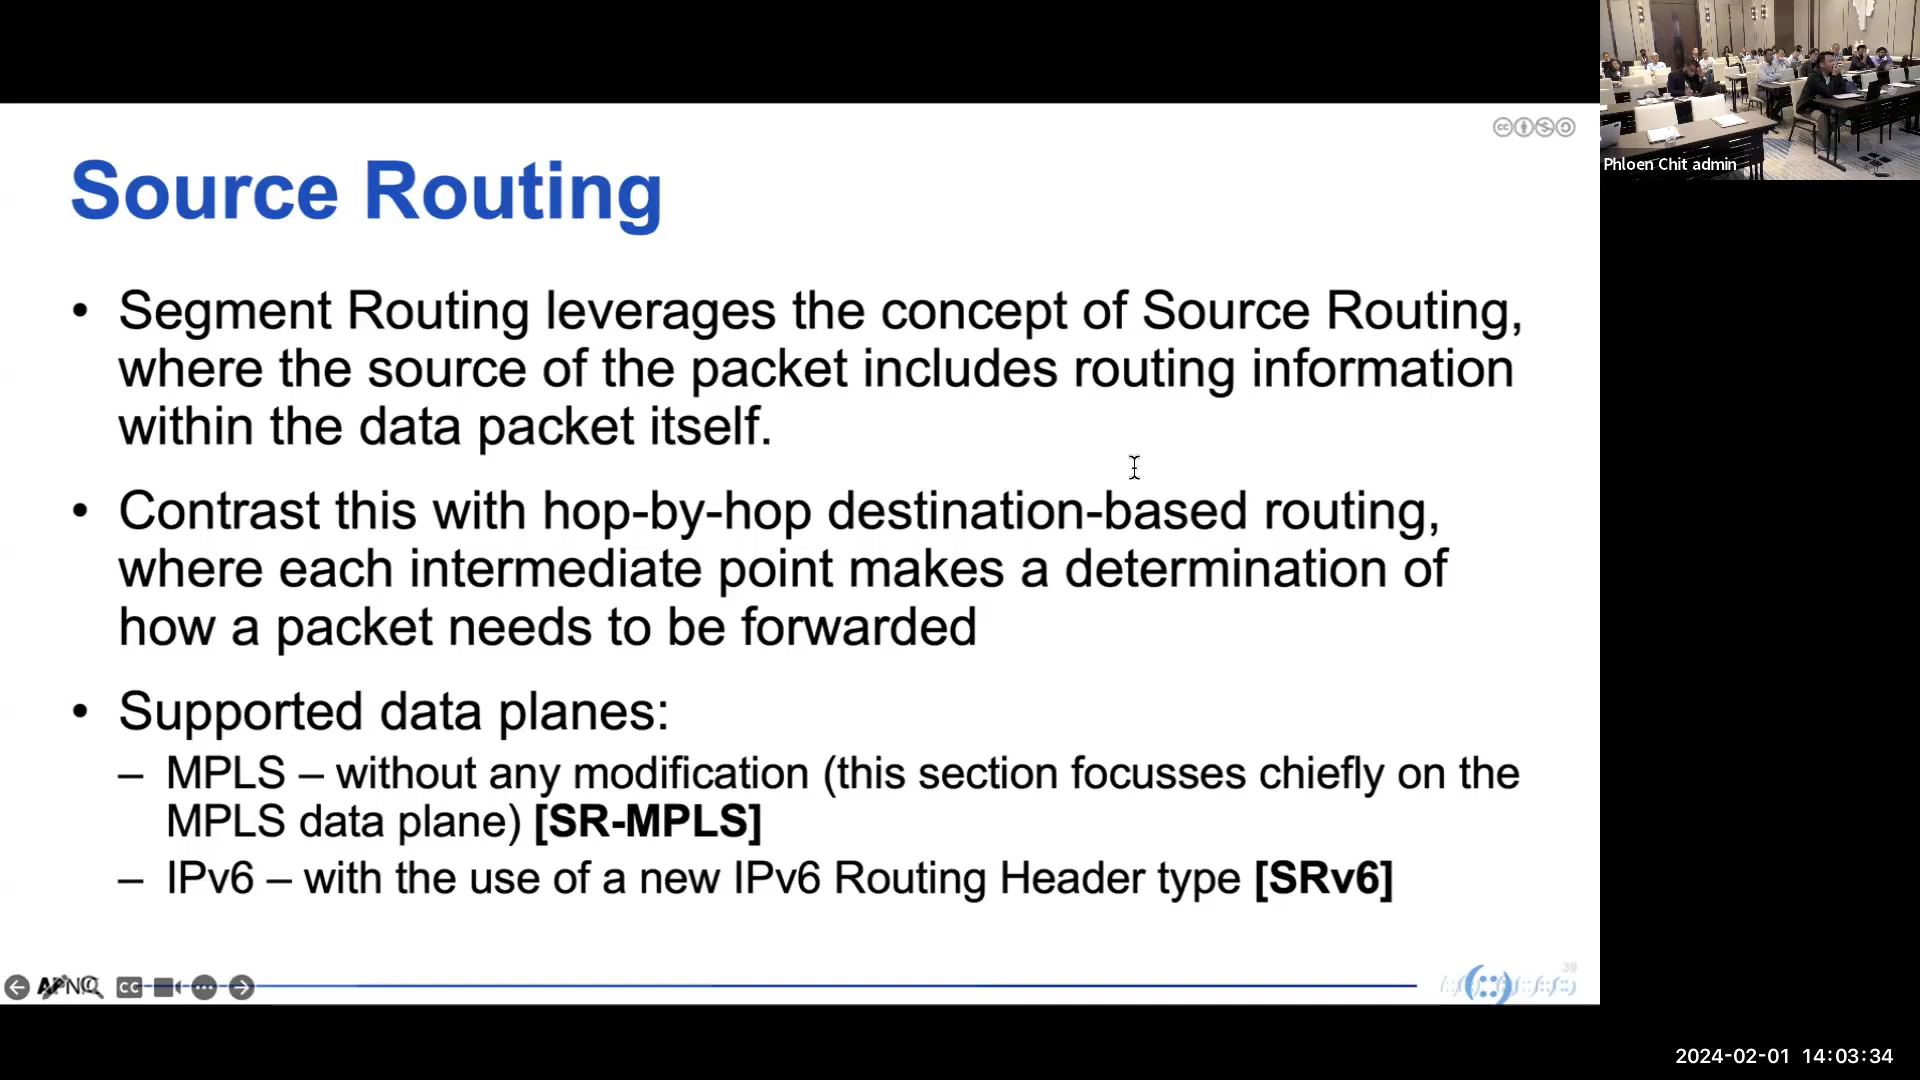 Phloen Chit admin
Source Routing
• Segment Routing leverages the concept of Source Routing,
where the source of the packet includes routing information
within the data packet itself.
• Contrast this with hop-by-hop destination-based routing,
where each intermediate point makes a determination of
how a packet needs to be forwarded
• Supported data planes:
– MPLS – without any modification (this section focusses chiefly on the
MPLS data plane) [SR-MPLS]
– IPv6 – with the use of a new IPv6 Routing Header type [SRv6]
APNIC
CC
39
2024-02-01 14:03:34